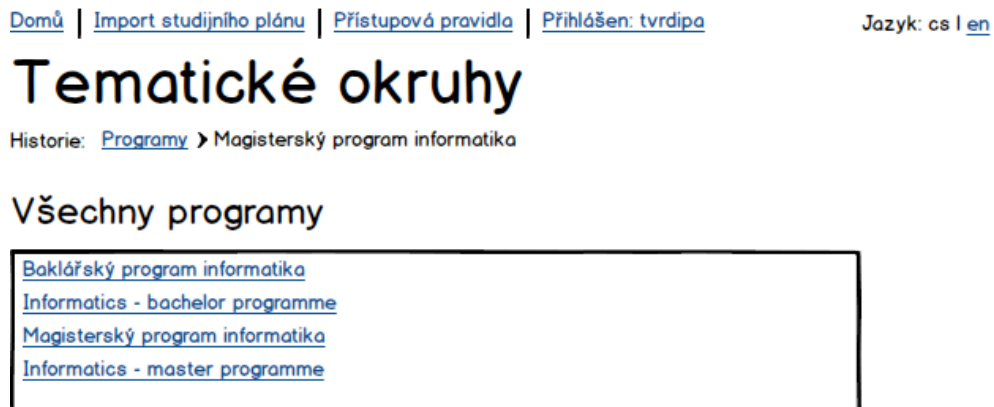 Domů | Import studijního plánu | Přístupová pravidla | Přihlášen: tvrdipa Jazyk: cs | en
Tematické okruhy
Historie: Programy > Magisterský program informatika
Všechny programy
Baklářský program informatika
Informatics - bachelor programme
Magisterský program informatika
Informatics - master programme